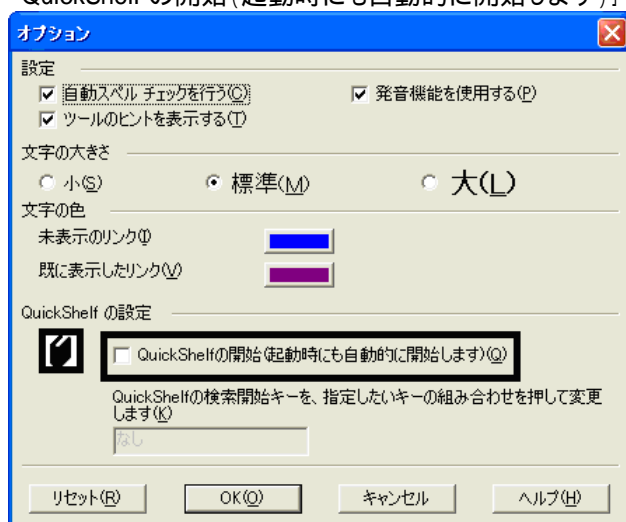 QuickShelf の開始(起動時にも自動的に開始します)]
オプション
設定
自動スペル チェックを行う(C) 発音機能を使用する(P)
ツールのヒントを表示する(T)
文字の大きさ
小(S) 標準(M) 大(L)
文字の色
未表示のリンク(I)
既に表示したリンク(V)
QuickShelf の設定
QuickShelfの開始(起動時にも自動的に開始します)(Q)
QuickShelfの検索開始キーを、指定したいキーの組み合わせを押して変更
します(K)
なし
リセット(R) OK(O) キャンセル ヘルプ(H)